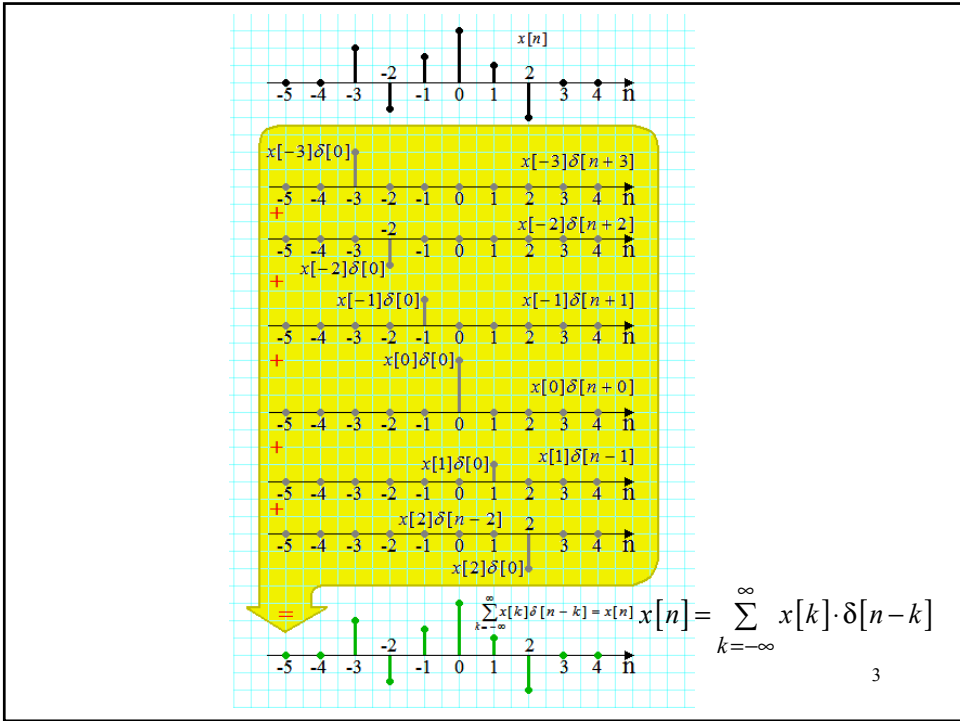 x[n]
-2 2
-5 -4 -3 -1 0 1 3 4 n
x[−3]δ[0] x[−3]δ[n + 3]
-5 -4 -3 -2 -1 0 1 2 3 4 n
+
-2 x[−2]δ[n + 2]
-5 -4 -3 -1 0 1 2 3 4 n
x[−2]δ[0]
+
x[−1]δ[0] x[−1]δ[n + 1]
-5 -4 -3 -2 -1 0 1 2 3 4 n
+
x[0]δ[0]
x[0]δ[n + 0]
-5 -4 -3 -2 -1 0 1 2 3 4 n
+
x[1]δ[0] x[1]δ[n − 1]
-5 -4 -3 -2 -1 0 1 2 3 4 n
+
x[2]δ[n − 2] 2
-5 -4 -3 -2 -1 0 1 3 4 n
x[2]δ[0]
=
∑_{k=−∞}^{∞} x[k]δ[n − k] = x[n]
x[n] = ∑_{k=−∞}^{∞} x[k]·δ[n−k]
-2 2
-5 -4 -3 -1 0 1 3 4 n
3